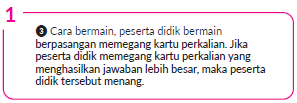 1
3 Cara bermain, peserta didik bermain
berpasangan memegang kartu perkalian. Jika
peserta didik memegang kartu perkalian yang
menghasilkan jawaban lebih besar, maka peserta
didik tersebut menang.